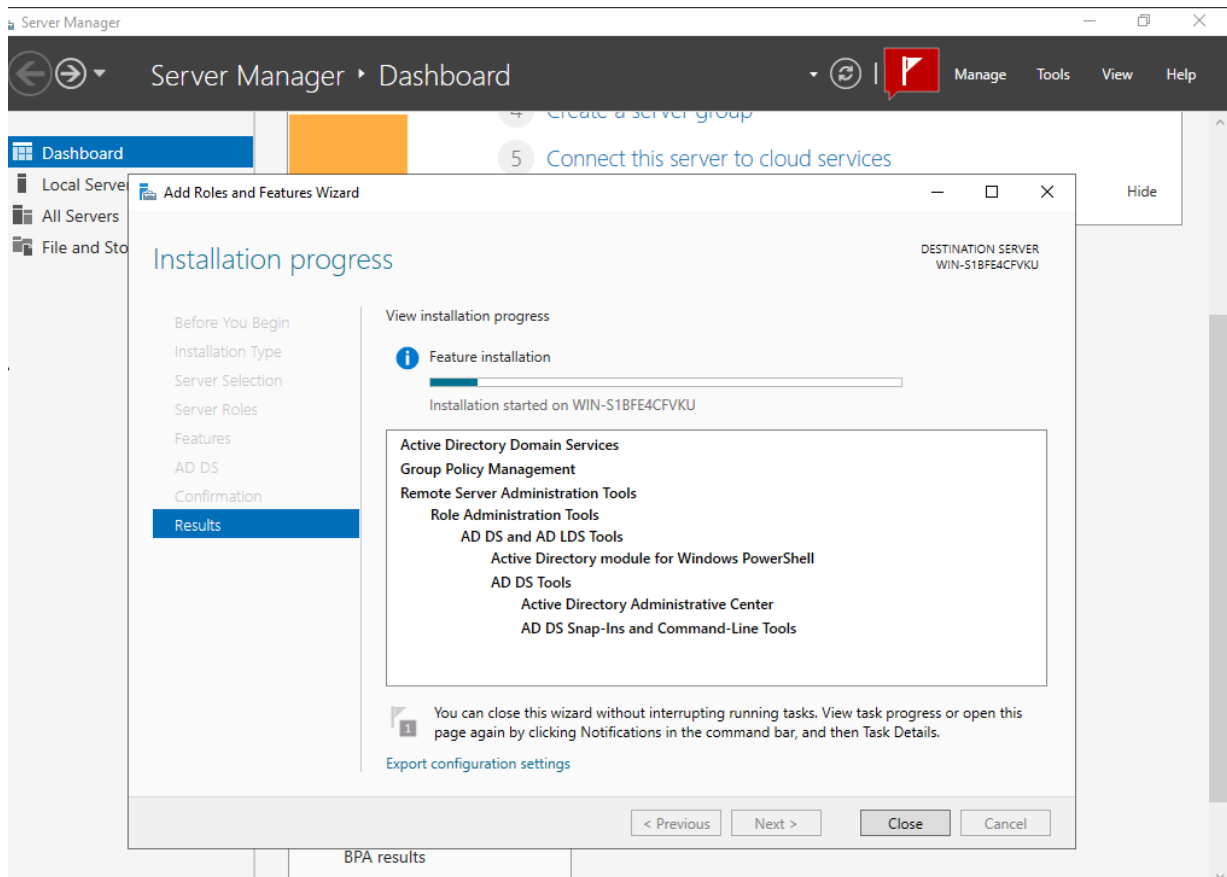 Server Manager
Server Manager ‣ Dashboard
Manage Tools View Help
4 Create a server group
5 Connect this server to cloud services
Hide
Dashboard
Local Server
All Servers
File and Sto
Add Roles and Features Wizard
Installation progress
DESTINATION SERVER
WIN-S1BFE4CFVKU
Before You Begin
Installation Type
Server Selection
Server Roles
Features
AD DS
Confirmation
Results
View installation progress
Feature installation
Installation started on WIN-S1BFE4CFVKU
Active Directory Domain Services
Group Policy Management
Remote Server Administration Tools
Role Administration Tools
AD DS and AD LDS Tools
Active Directory module for Windows PowerShell
AD DS Tools
Active Directory Administrative Center
AD DS Snap-Ins and Command-Line Tools
1
You can close this wizard without interrupting running tasks. View task progress or open this
page again by clicking Notifications in the command bar, and then Task Details.
Export configuration settings
< Previous Next > Close Cancel
BPA results